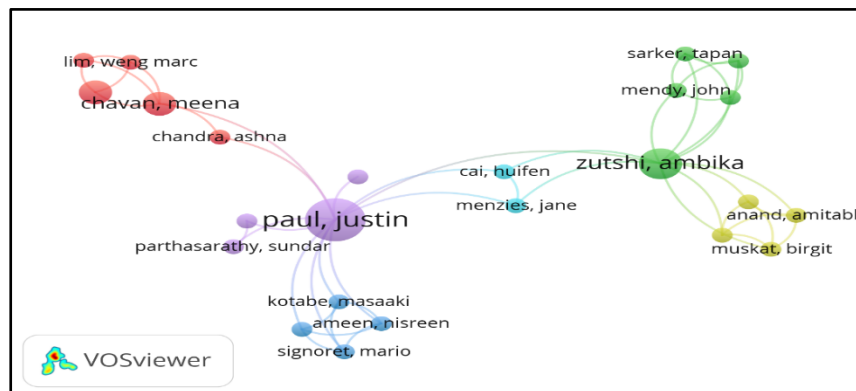 lim, weng marc
chavan, meena
chandra, ashna
sarker, tapan
mendy, john
zutshi, ambika
cai, huifen
menzies, jane
anand, amitabh
muskat, birgit
paul, justin
parthasarathy, sundar
kotabe, masaaki
ameen, nisreen
signoret, mario
VOSviewer